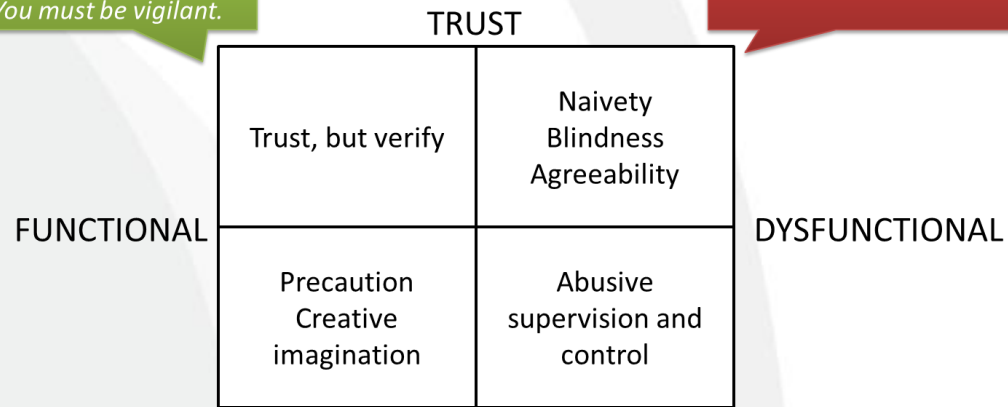 You must be vigilant.
TRUST
Trust, but verify
Naivety
Blindness
Agreeability
FUNCTIONAL
DYSFUNCTIONAL
Precaution
Creative
imagination
Abusive
supervision and
control